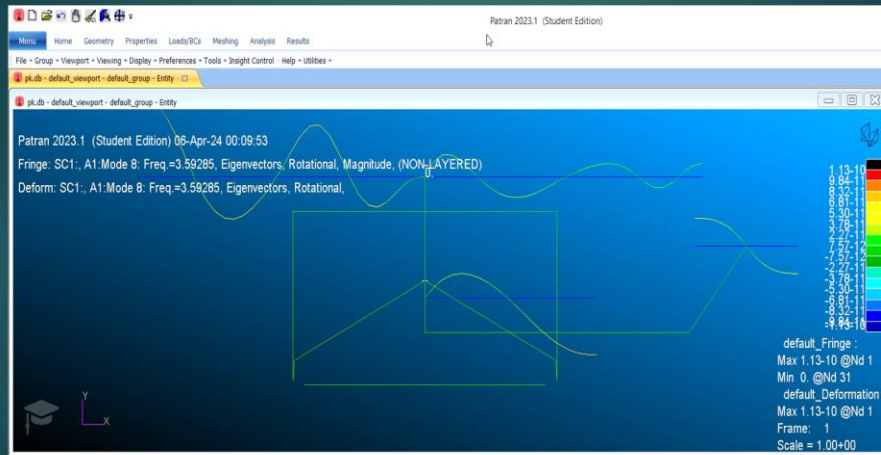 Patran 2023.1 (Student Edition)
Menu Home Geometry Properties Loads/BCs Meshing Analysis Results
File Group Viewport Viewing Display Preferences Tools Insight Control Help Utilities
pk.db - default_viewport - default_group - Entity
pk.db - default_viewport - default_group - Entity
Patran 2023.1 (Student Edition) 06-Apr-24 00:09:53
Fringe: SC1:, A1:Mode 8: Freq.=3.59285, Eigenvectors, Rotational, Magnitude, (NON-LAYERED)
Deform: SC1:, A1:Mode 8: Freq.=3.59285, Eigenvectors, Rotational,
0.
1.13-10
9.84-11
8.32-11
6.81-11
5.30-11
3.78-11
2.27-11
7.57-12
-7.57-12
-2.27-11
-3.78-11
-5.30-11
-6.81-11
-8.32-11
-1.13-10
default_Fringe :
Max 1.13-10 @Nd 1
Min 0. @Nd 31
default_Deformation
Max 1.13-10 @Nd 1
Frame: 1
Scale = 1.00+00
Y
X